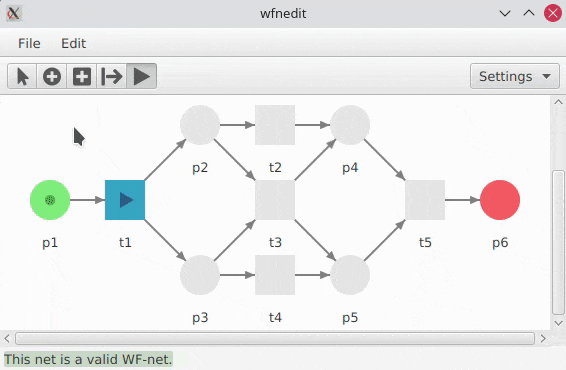 wfnedit
File Edit
Settings
p2 t2 p4
p1 t1 t3 t5 p6
p3 t4 p5
This net is a valid WF-net.